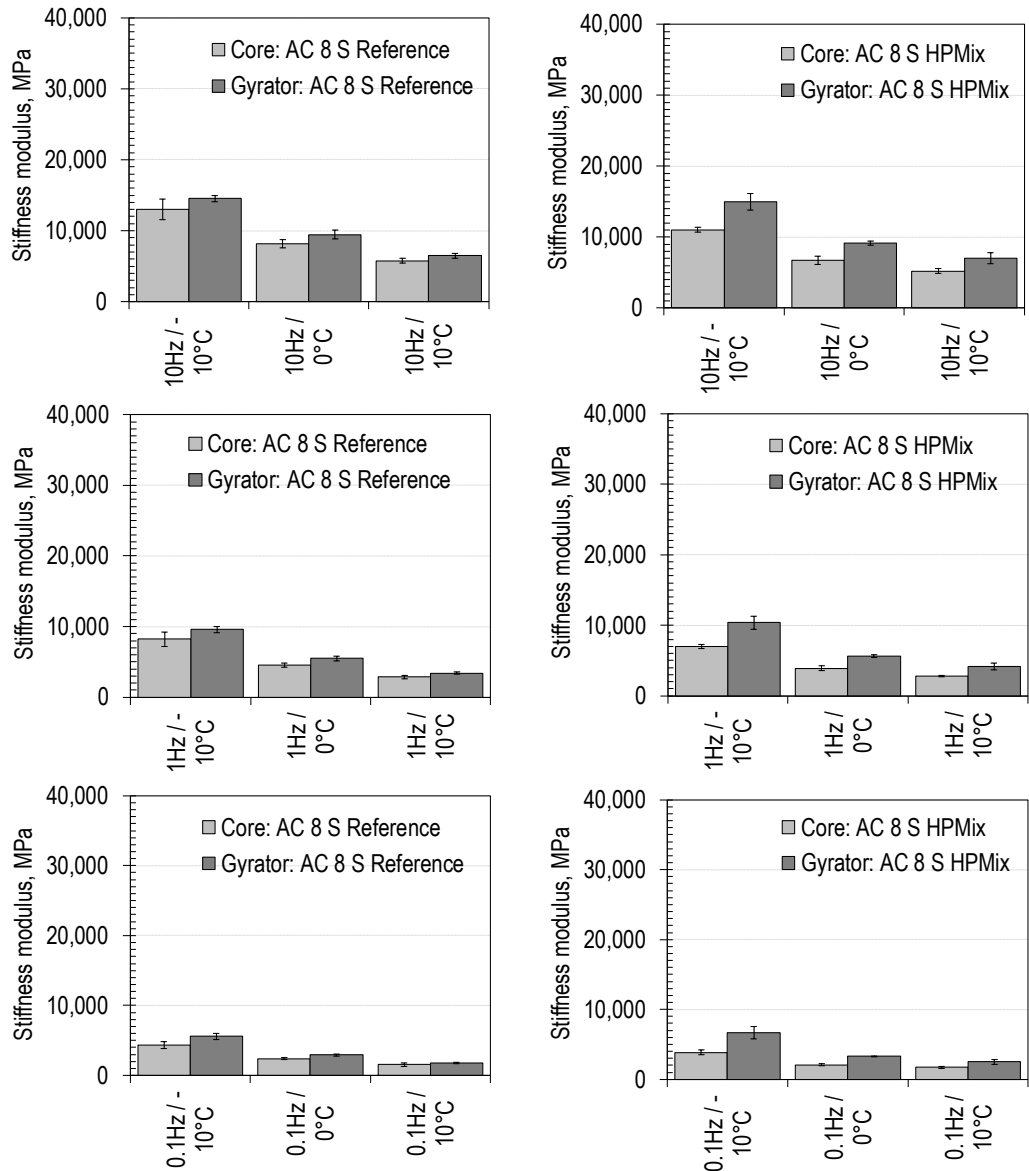 Stiffness modulus, MPa
40,000
30,000
20,000
10,000
0
Core: AC 8 S Reference
Gyrator: AC 8 S Reference
10Hz / -
10°C
10Hz /
0°C
10Hz /
10°C
Stiffness modulus, MPa
40,000
30,000
20,000
10,000
0
Core: AC 8 S HPMix
Gyrator: AC 8 S HPMix
10Hz / -
10°C
10Hz /
0°C
10Hz /
10°C
Stiffness modulus, MPa
40,000
30,000
20,000
10,000
0
Core: AC 8 S Reference
Gyrator: AC 8 S Reference
1Hz / -
10°C
1Hz /
0°C
1Hz /
10°C
Stiffness modulus, MPa
40,000
30,000
20,000
10,000
0
Core: AC 8 S HPMix
Gyrator: AC 8 S HPMix
1Hz / -
10°C
1Hz /
0°C
1Hz /
10°C
Stiffness modulus, MPa
40,000
30,000
20,000
10,000
0
Core: AC 8 S Reference
Gyrator: AC 8 S Reference
0.1Hz / -
10°C
0.1Hz /
0°C
0.1Hz /
10°C
Stiffness modulus, MPa
40,000
30,000
20,000
10,000
0
Core: AC 8 S HPMix
Gyrator: AC 8 S HPMix
0.1Hz / -
10°C
0.1Hz /
0°C
0.1Hz /
10°C